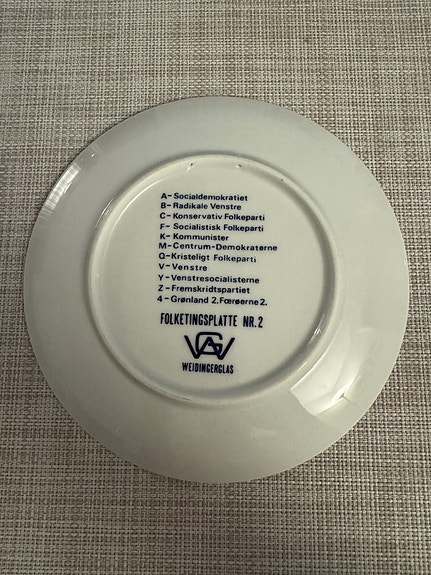 A- Socialdemokratiet
B- Radikale Venstre
C- Konservativ Folkeparti
F- Socialistisk Folkeparti
K- Kommunister
M- Centrum-Demokraterne
Q- Kristeligt Folkeparti
V- Venstre
Y- Venstresocialisterne
Z- Fremskridtspartiet
4- Grønland 2. Færøerne 2.
FOLKETINGSPLATTE NR. 2
WGA
WEIDINGERGLAS